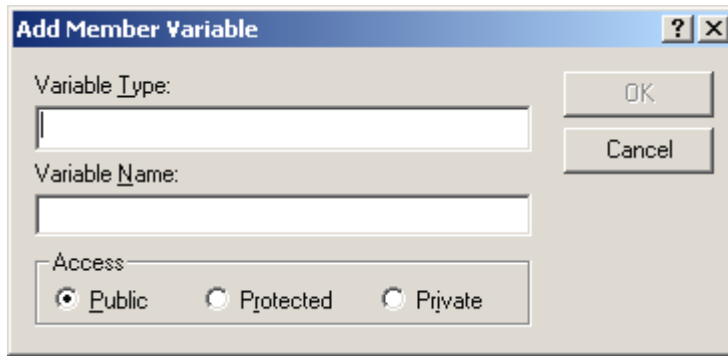 Add Member Variable
Variable Type:
OK
Cancel
Variable Name:
Access
Public Protected Private